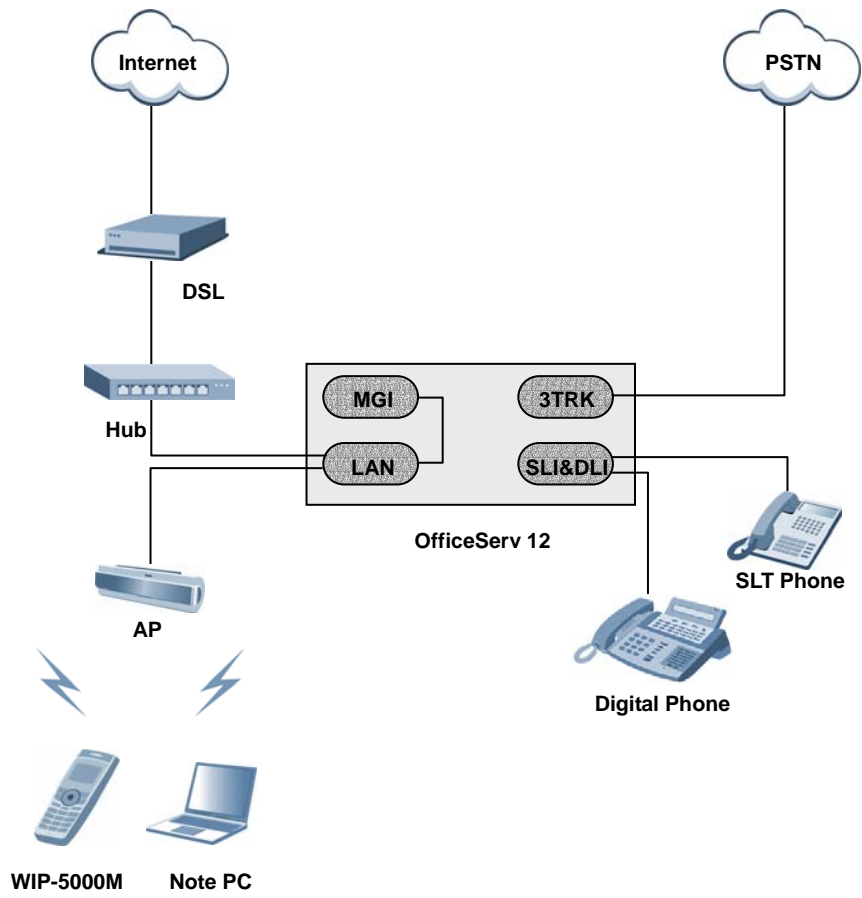 Internet
PSTN
DSL
MGI
3TRK
Hub
LAN
SLI&DLI
OfficeServ 12
SLT Phone
AP
Digital Phone
WIP-5000M
Note PC